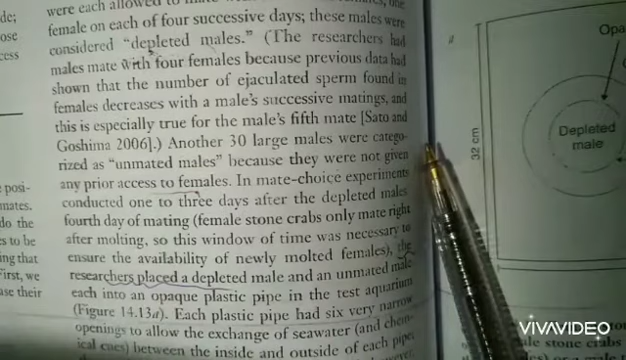 were each allowed to
female on each of four successive days; these males were
considered “depleted males.” (The researchers had
males mate with four females because previous data had
shown that the number of ejaculated sperm found in
females decreases with a male’s successive matings, and
this is especially true for the male’s fifth mate [Sato and
Goshima 2006].) Another 30 large males were catego-
rized as “unmated males” because they were not given
any prior access to females. In mate-choice experiments
conducted one to three days after the depleted males
fourth day of mating (female stone crabs only mate right
after molting, so this window of time was necessary to
ensure the availability of newly molted females), the
researchers placed a depleted male and an unmated male
each into an opaque plastic pipe in the test aquarium
(Figure 14.13a). Each plastic pipe had six very narrow
openings to allow the exchange of seawater (and chem-
ical cues) between the inside and outside of each pipe
de;
ose
cess
posi-
mates.
do the
s to be
ing that
First, we
ase their
a
Opa
32 cm
Depleted
male
le stone crabs
VIVAVIDEO